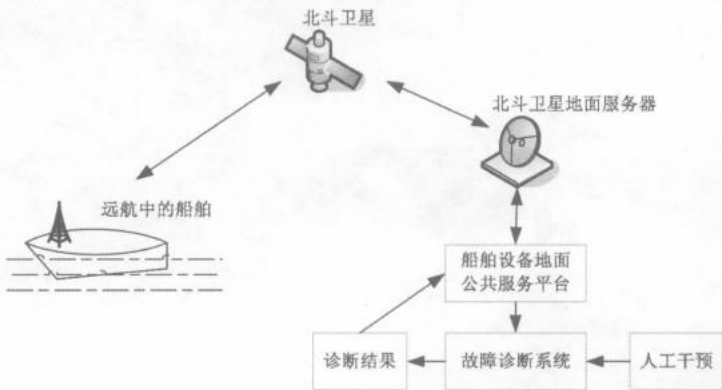 北斗卫星
北斗卫星地面服务器
远航中的船舶
船舶设备地面
公共服务平台
诊断结果
故障诊断系统
人工干预